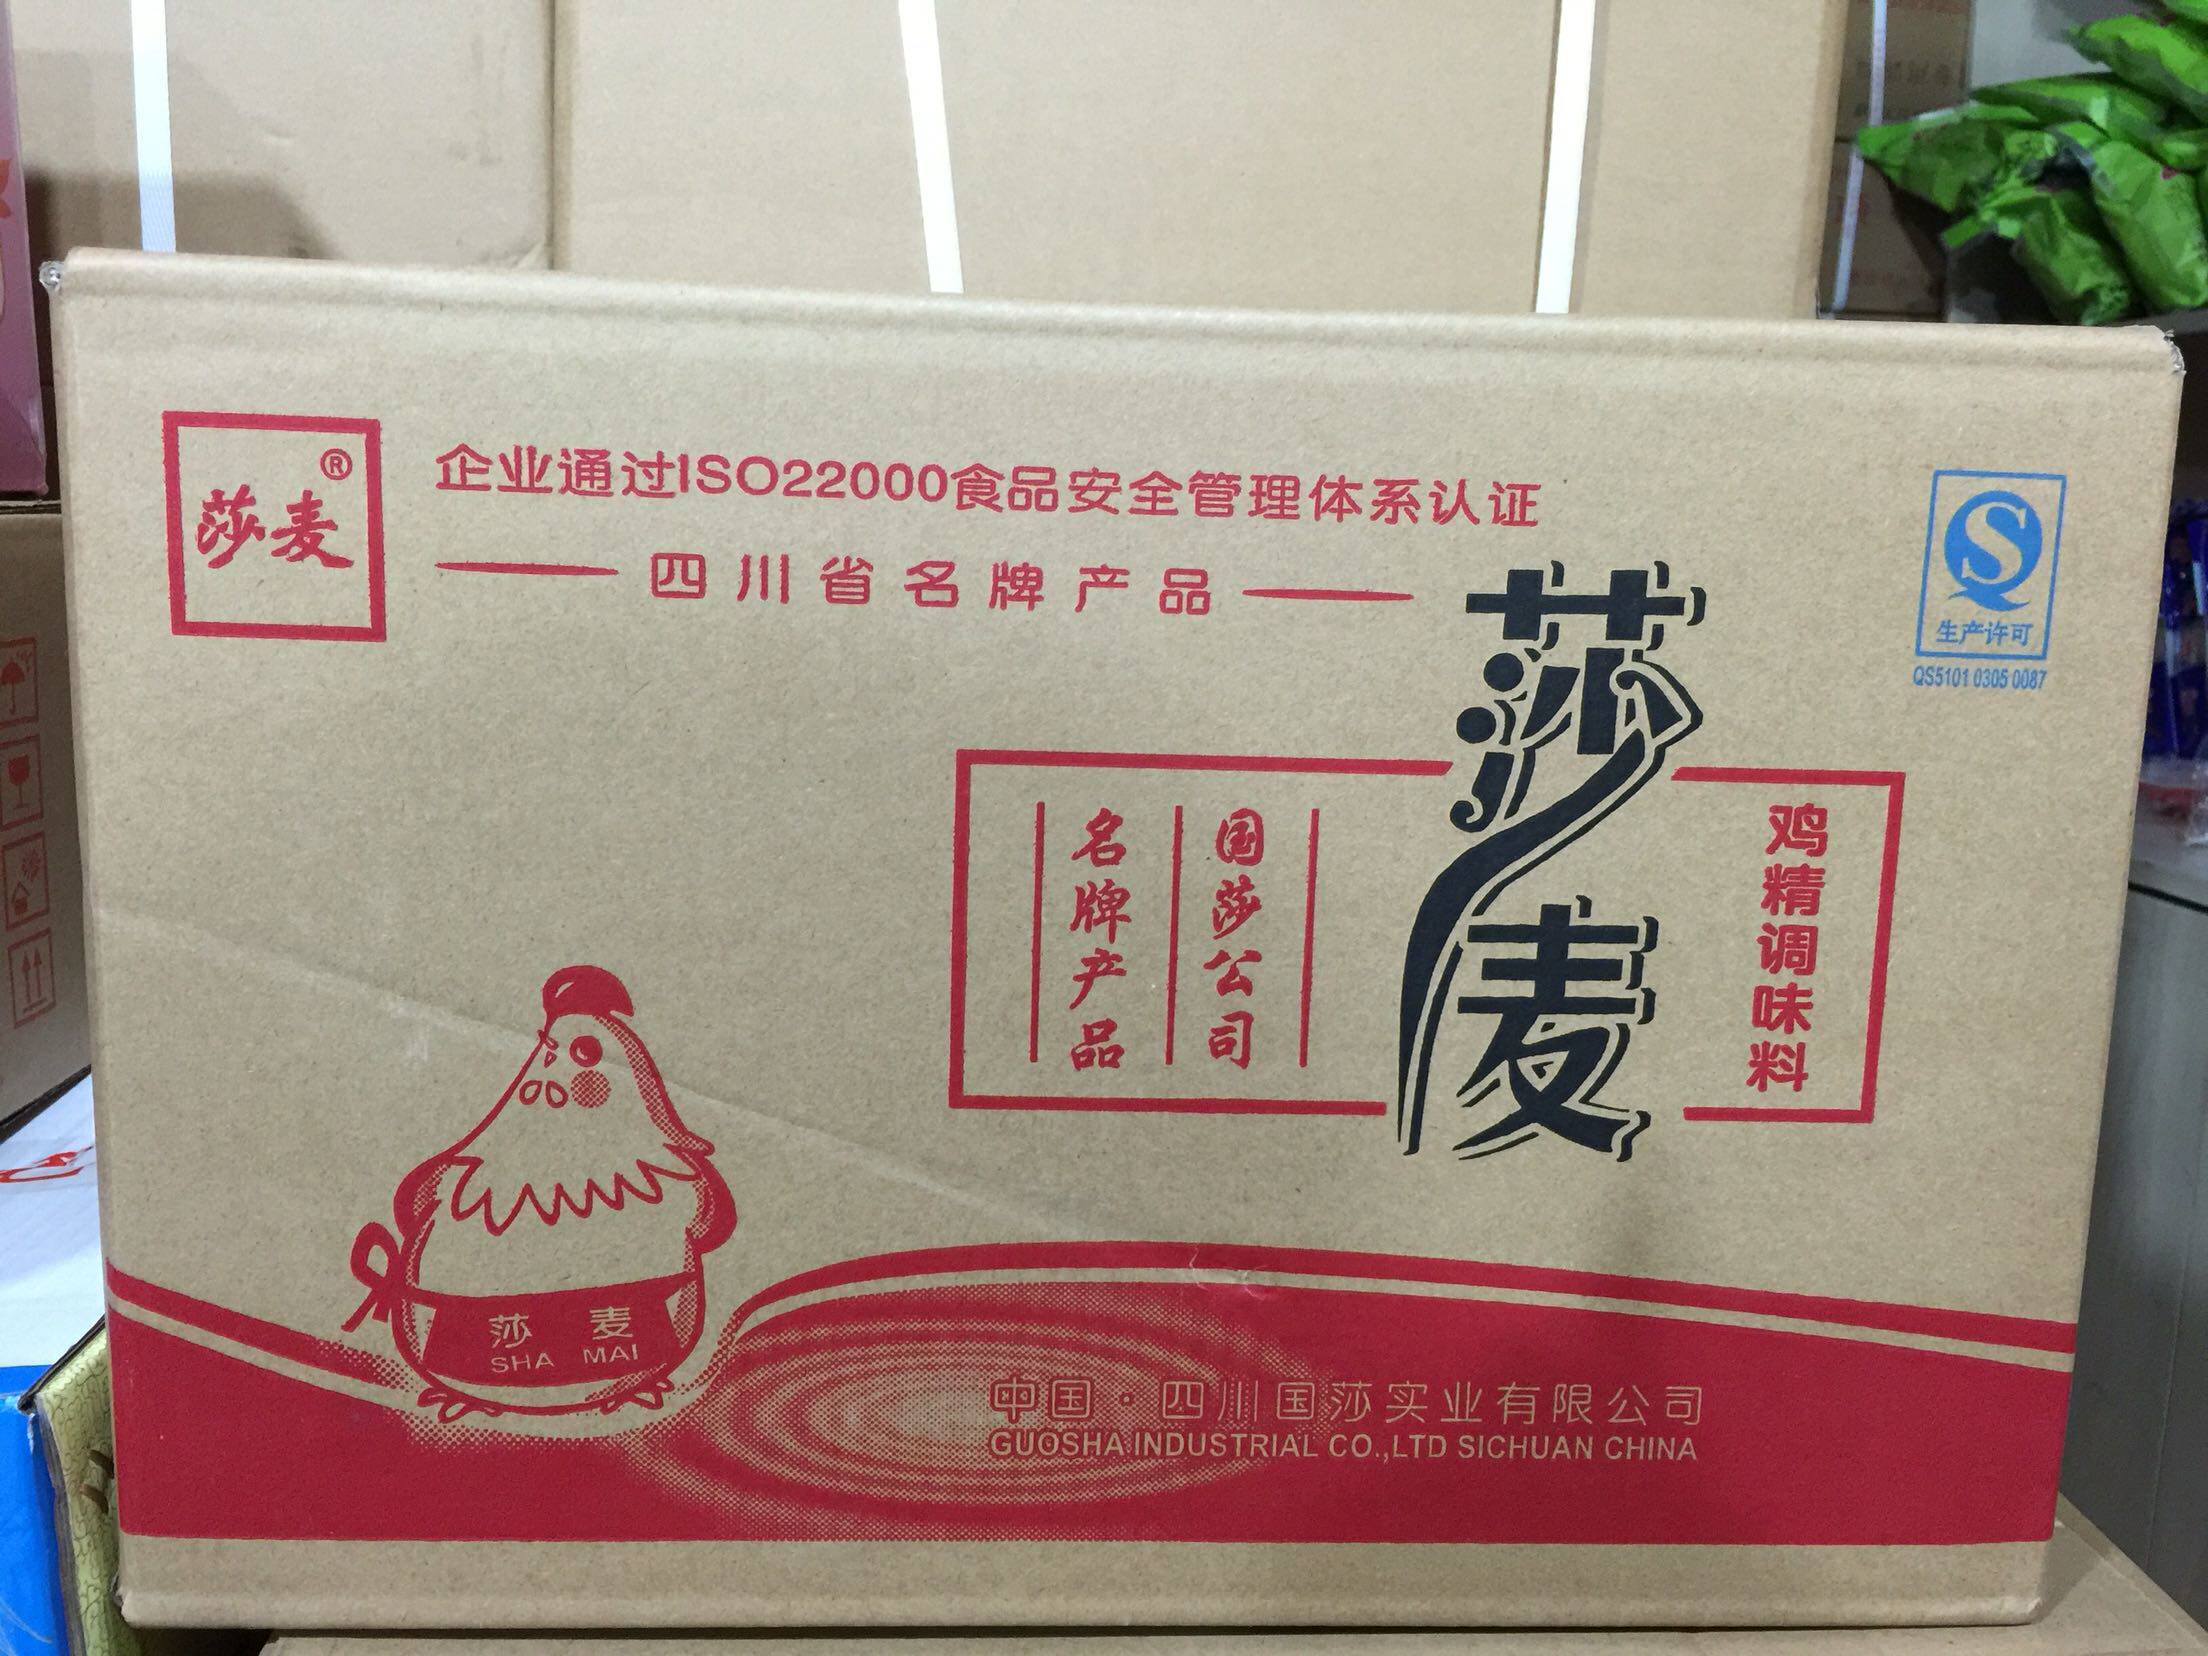 莎麦®
企业通过ISO22000食品安全管理体系认证
四川省名牌产品
生产许可
QS5101 0305 0087
莎麦
鸡精调味料
国莎公司
名牌产品
莎麦
SHA MAI
中国·四川国莎实业有限公司
GUOSHA INDUSTRIAL CO.,LTD SICHUAN CHINA